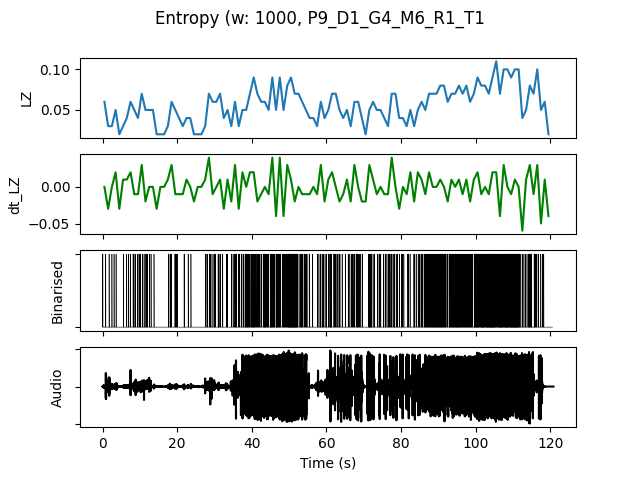 Entropy (w: 1000, P9_D1_G4_M6_R1_T1
0.10
0.05
LZ
0.00
−0.05
dt_LZ
Binarised
Audio
0 20 40 60 80 100 120
Time (s)